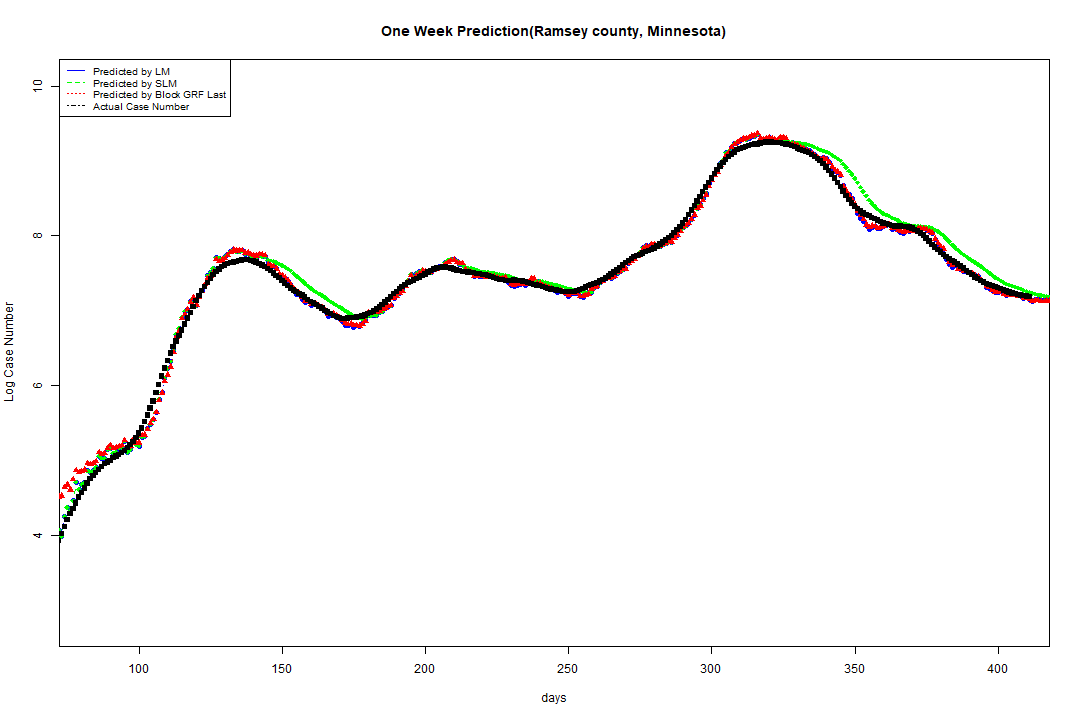 One Week Prediction(Ramsey county, Minnesota)
Predicted by LM
Predicted by SLM
Predicted by Block GRF Last
Actual Case Number
10
8
6
4
Log Case Number
100 150 200 250 300 350 400
days